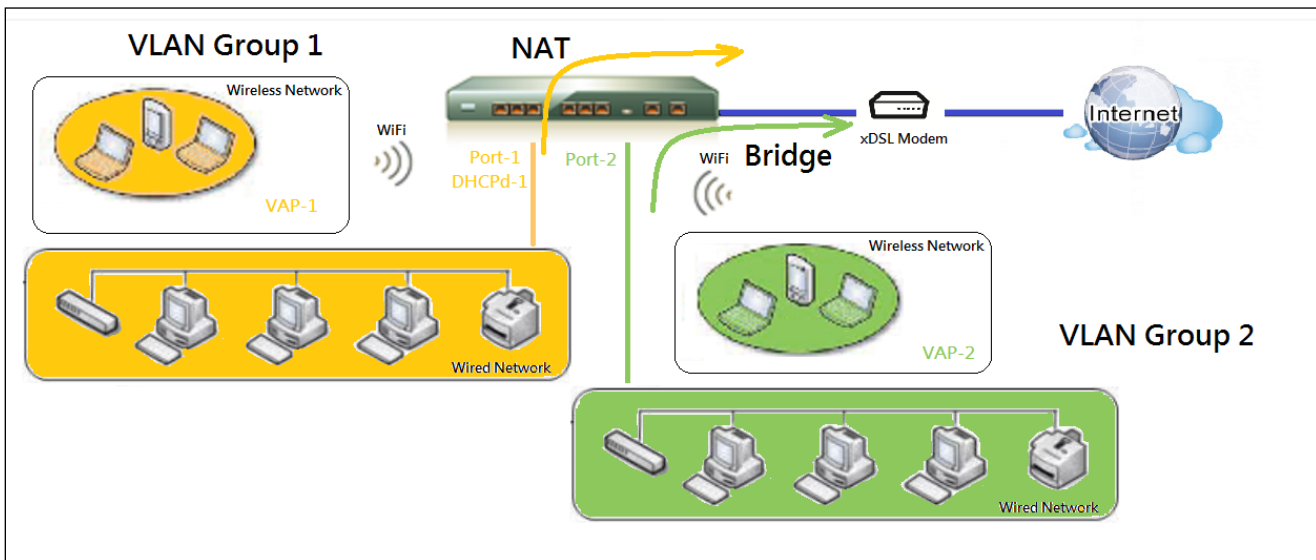 VLAN Group 1
NAT
Wireless Network
WiFi
VAP-1
Port-1
DHCPd-1
Port-2
WiFi
Bridge
xDSL Modem
Internet
Wireless Network
VAP-2
VLAN Group 2
Wired Network
Wired Network